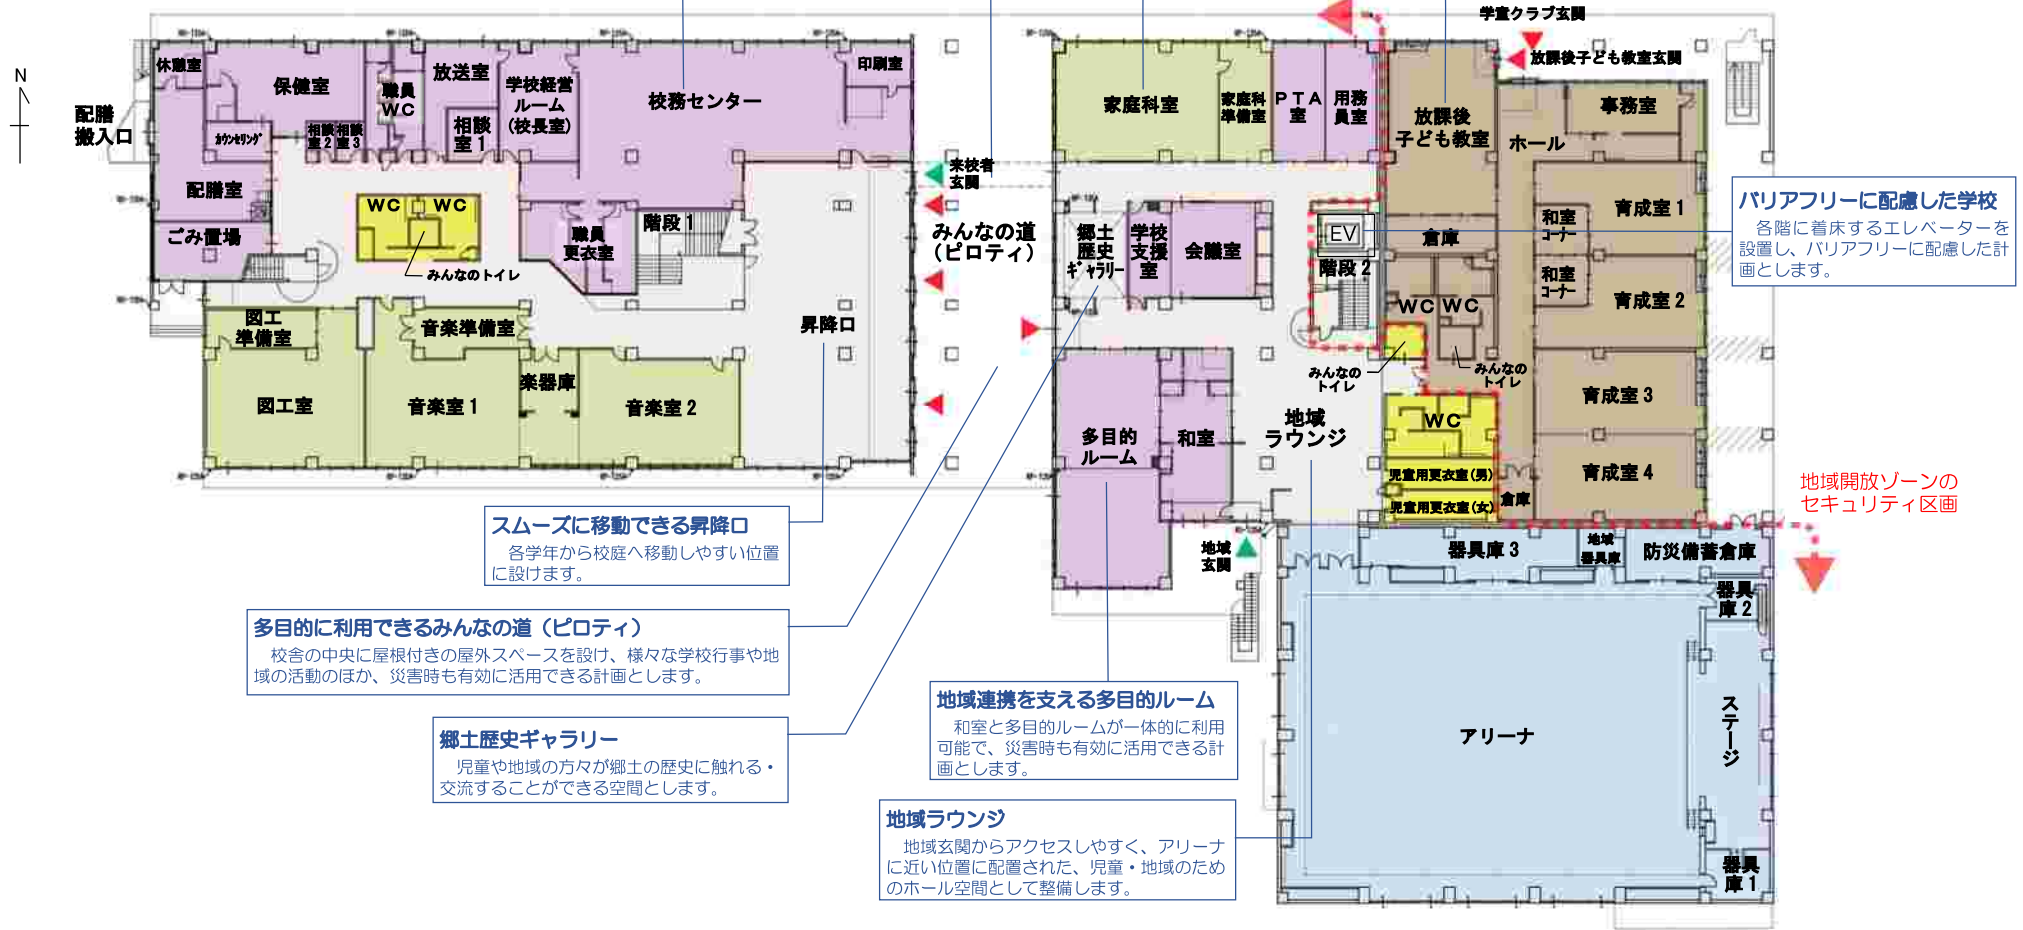 学童クラブ玄関
放課後子ども教室玄関
N
配膳
搬入口
休憩室
保健室
職員
WC
放送室
学校経営
ルーム
(校長室)
校務センター
印刷室
カウンセリング
相談
室2
相談
室3
相談
室1
配膳室
ごみ置場
WC
WC
みんなのトイレ
職員
更衣室
階段1
来校者
玄関
みんなの道
(ピロティ)
昇降口
図工
準備室
音楽準備室
楽器庫
図工室
音楽室1
音楽室2
家庭科室
家庭科
準備室
PTA
室
用務
員室
放課後
子ども教室
ホール
事務室
郷土
歴史
ギャラリー
学校
支援
室
会議室
EV
階段2
倉庫
和室
コーナー
和室
コーナー
育成室1
育成室2
育成室3
育成室4
WC
WC
みんなの
トイレ
みんなの
トイレ
WC
児童用更衣室(男)
児童用更衣室(女)
倉庫
地域
ラウンジ
多目的
ルーム
和室
地域
玄関
器具庫3
地域
器具庫
防災備蓄倉庫
器具
庫2
アリーナ
ステージ
器具
庫1
バリアフリーに配慮した学校
各階に着床するエレベーターを
設置し、バリアフリーに配慮した計
画とします。
地域開放ゾーンの
セキュリティ区画
スムーズに移動できる昇降口
各学年から校庭へ移動しやすい位置
に設けます。
多目的に利用できるみんなの道(ピロティ)
校舎の中央に屋根付きの屋外スペースを設け、様々な学校行事や地
域の活動のほか、災害時も有効に活用できる計画とします。
郷土歴史ギャラリー
児童や地域の方々が郷土の歴史に触れる・
交流することができる空間とします。
地域連携を支える多目的ルーム
和室と多目的ルームが一体的に利用
可能で、災害時も有効に活用できる計
画とします。
地域ラウンジ
地域玄関からアクセスしやすく、アリーナ
に近い位置に配置された、児童・地域のため
のホール空間として整備します。